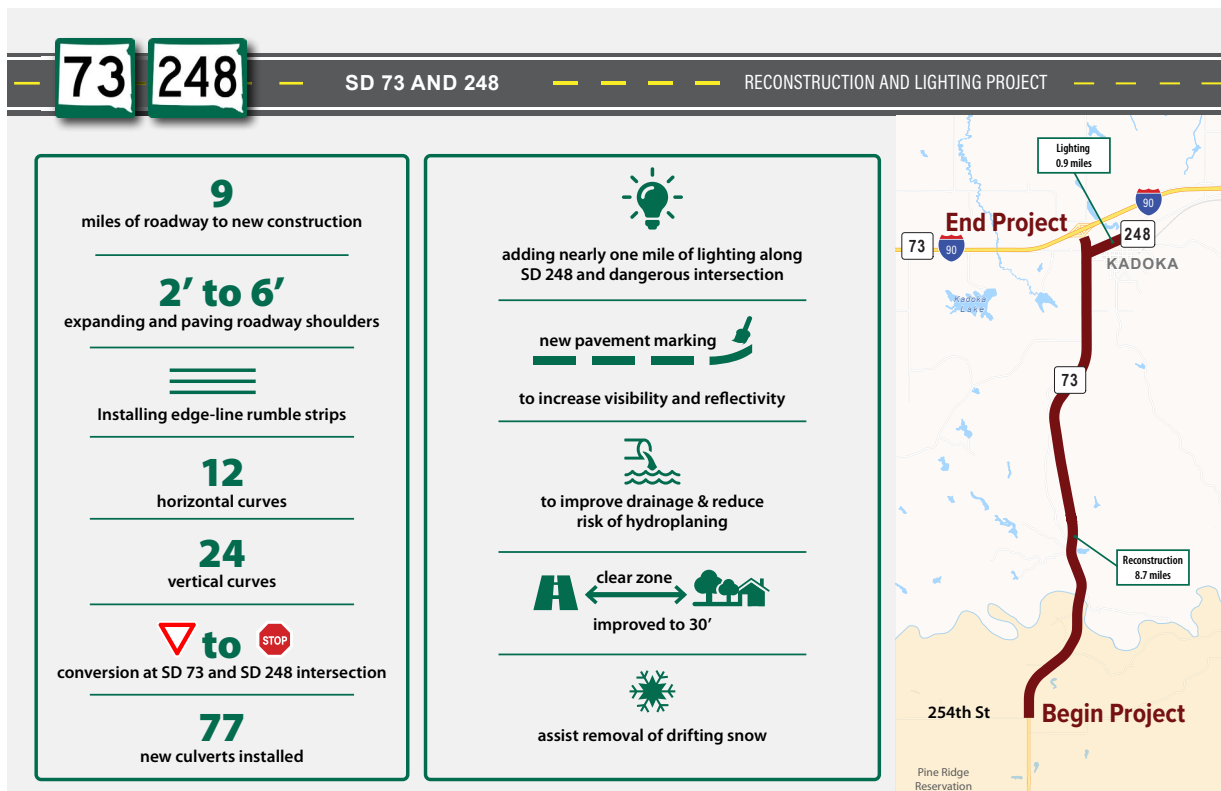 73
248
SD 73 AND 248
RECONSTRUCTION AND LIGHTING PROJECT
9
miles of roadway to new construction
2’ to 6’
expanding and paving roadway shoulders
Installing edge-line rumble strips
12
horizontal curves
24
vertical curves
to
STOP
conversion at SD 73 and SD 248 intersection
77
new culverts installed
adding nearly one mile of lighting along
SD 248 and dangerous intersection
new pavement marking
to increase visibility and reflectivity
to improve drainage & reduce
risk of hydroplaning
clear zone
improved to 30’
assist removal of drifting snow
Lighting
0.9 miles
90
End Project
248
73
90
KADOKA
Kadoka
Lake
73
Reconstruction
8.7 miles
254th St
Begin Project
Pine Ridge
Reservation